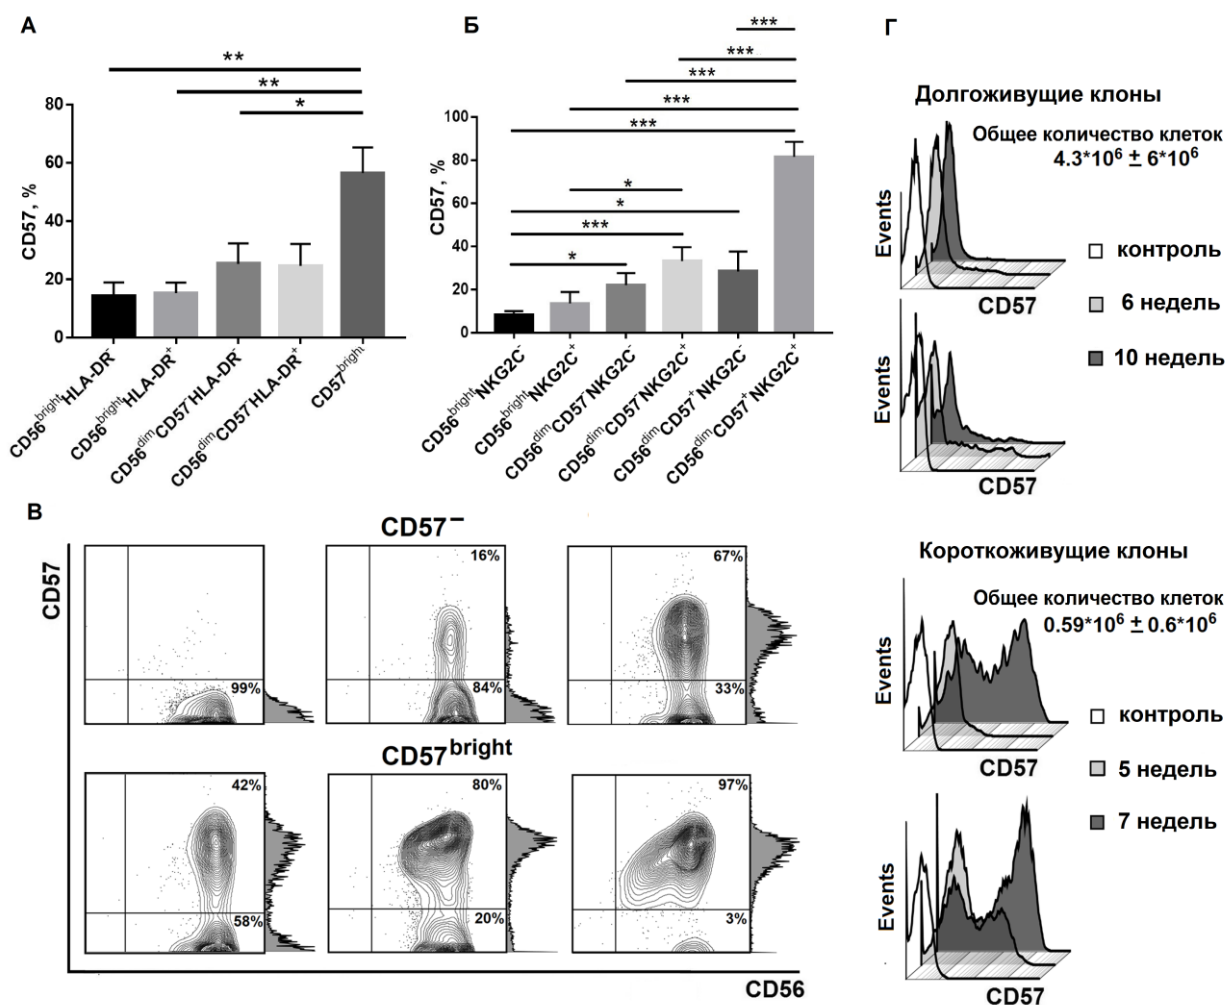 А
**
**
*
80
60
40
20
0
CD57, %
CD56brightHLA-DR-
CD56brightHLA-DR+
CD56dimCD57-HLA-DR-
CD56dimCD57-HLA-DR+
CD57bright
Б
***
***
***
***
***
*
*
***
*
100
80
60
40
20
0
CD57, %
CD56brightNKG2C-
CD56brightNKG2C+
CD56dimCD57-NKG2C-
CD56dimCD57-NKG2C+
CD56dimCD57+NKG2C-
CD56dimCD57+NKG2C+
В
CD57
CD57–
99%
16%
84%
67%
33%
CD57bright
42%
58%
80%
20%
97%
3%
CD56
Г
Долгоживущие клоны
Общее количество клеток
4.3*10⁶ ± 6*10⁶
Events
CD57
контроль
6 недель
10 недель
Events
CD57
Короткоживущие клоны
Общее количество клеток
0.59*10⁶ ± 0.6*10⁶
Events
CD57
контроль
5 недель
7 недель
Events
CD57